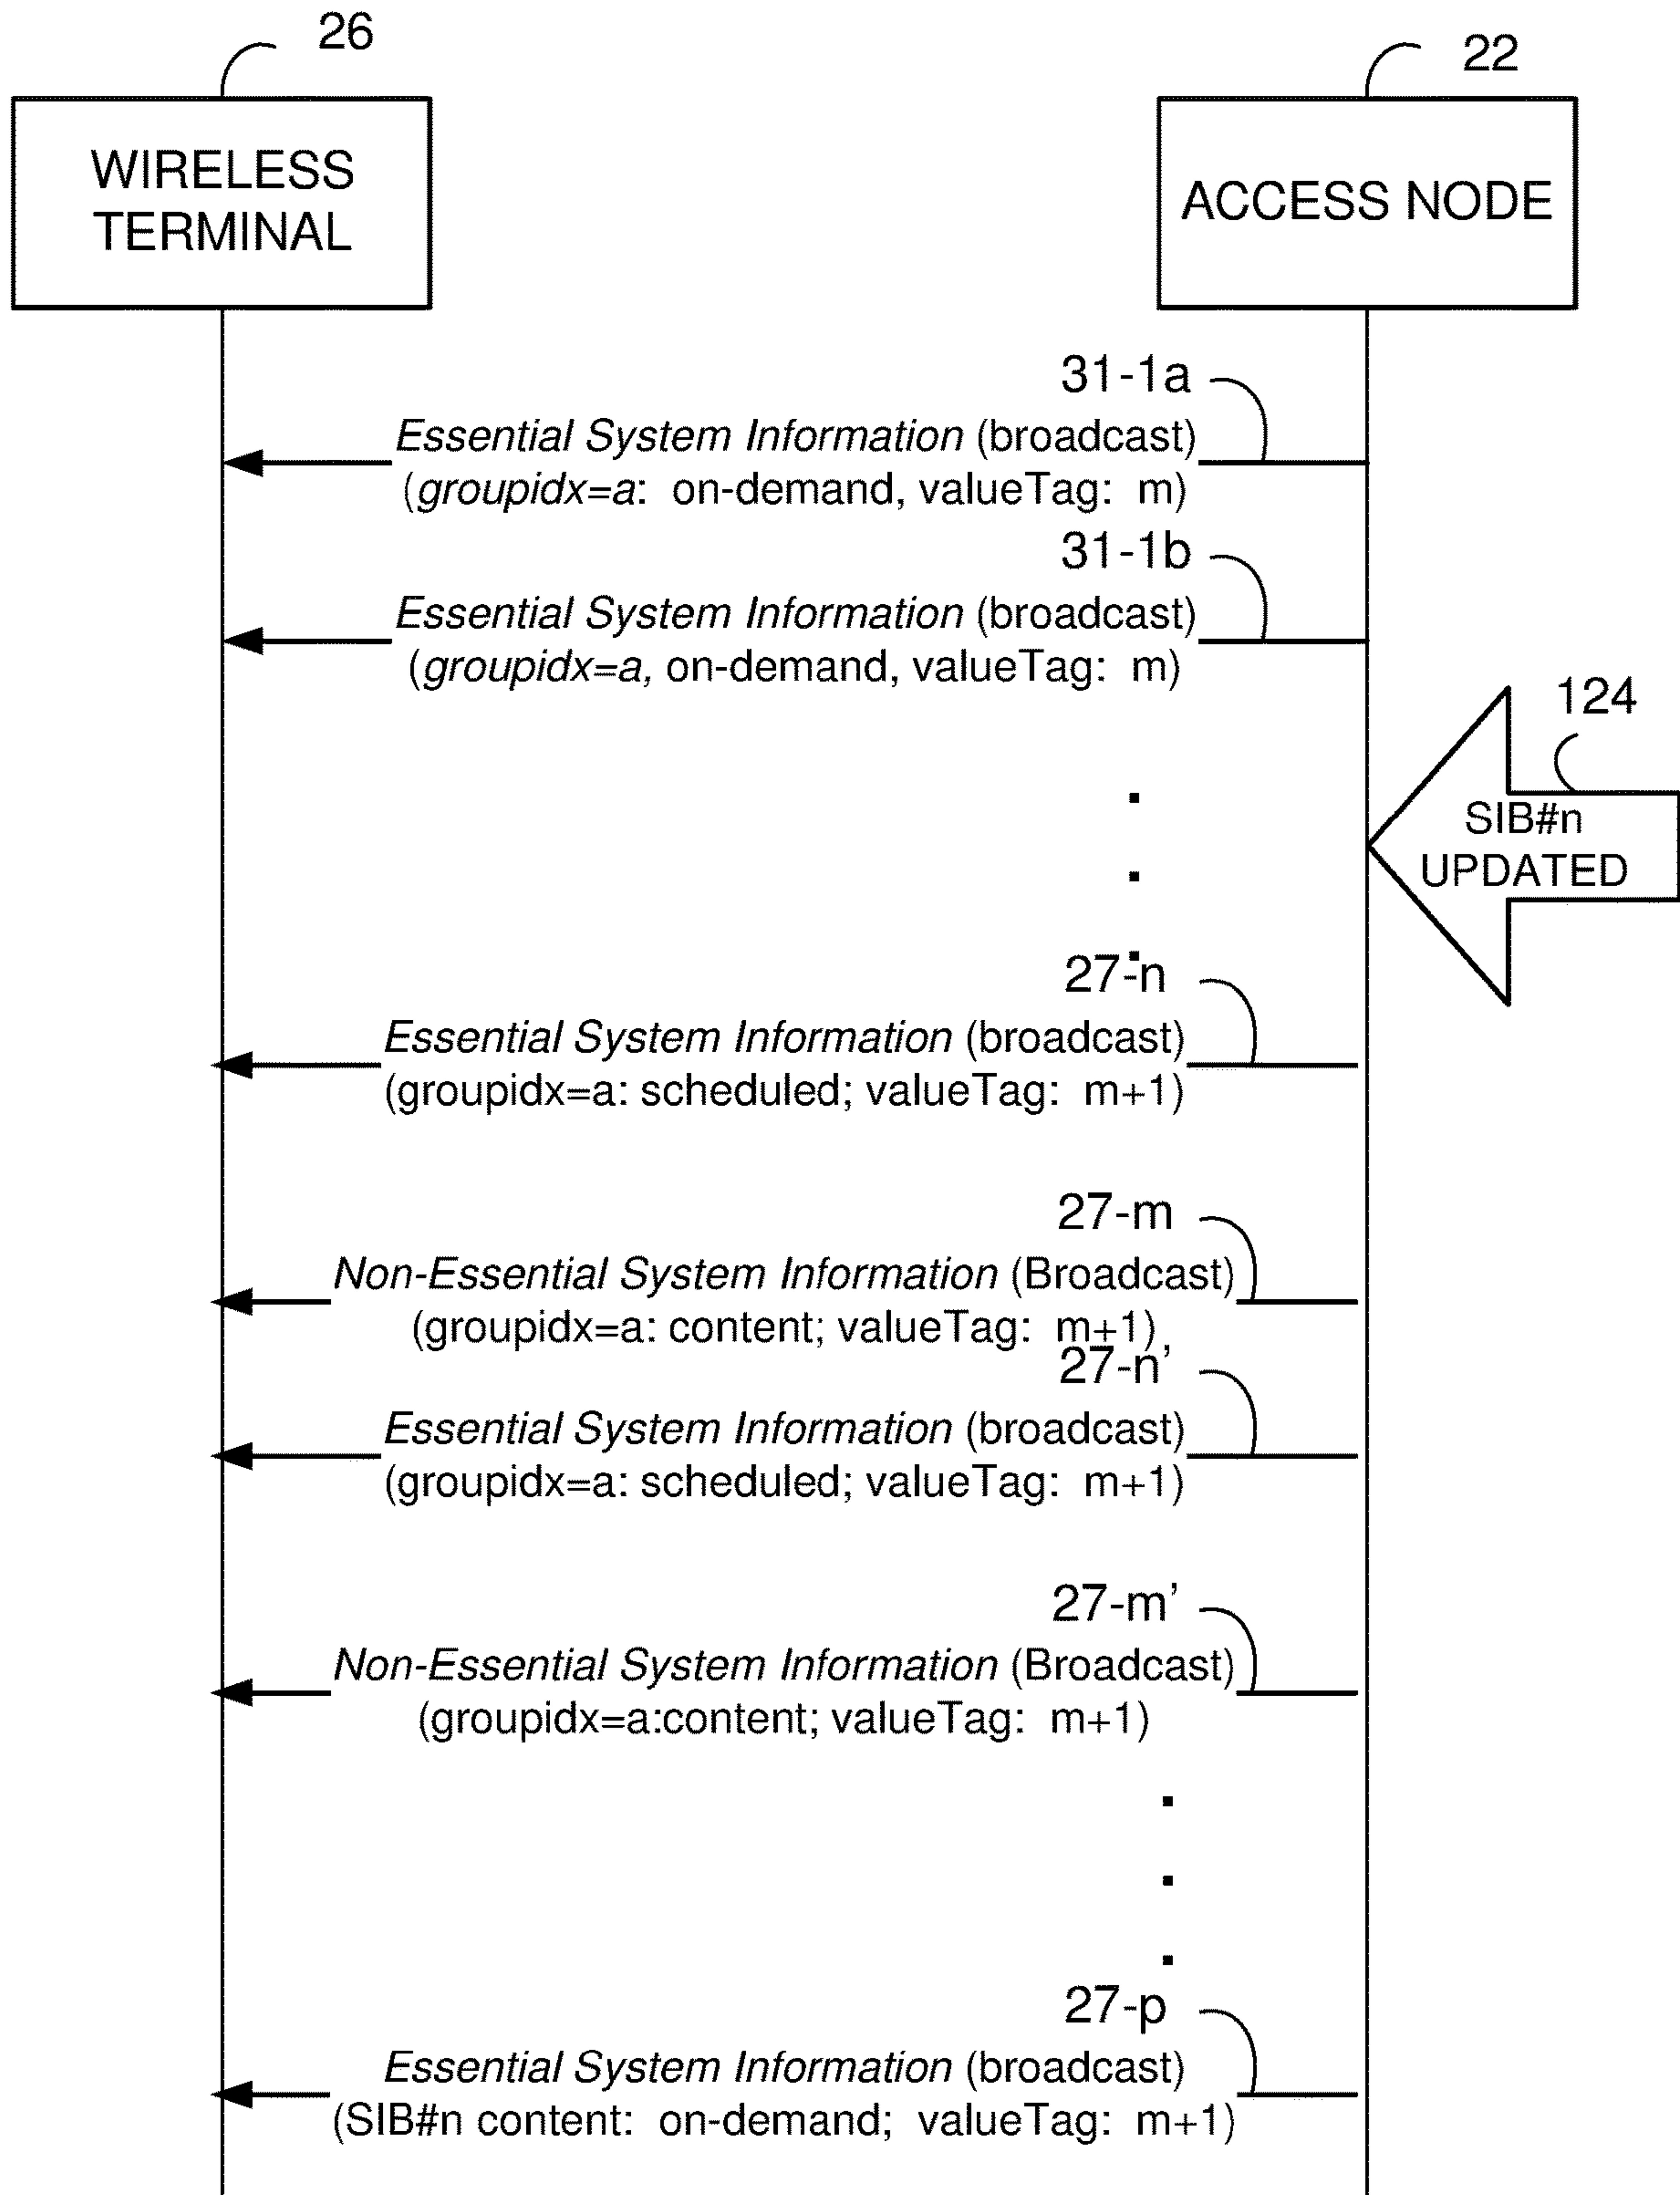 26
22
WIRELESS
TERMINAL
ACCESS NODE
31-1a
Essential System Information (broadcast)
(groupidx=a: on-demand, valueTag: m)
31-1b
Essential System Information (broadcast)
(groupidx=a, on-demand, valueTag: m)
124
SIB#n
UPDATED
27-n
Essential System Information (broadcast)
(groupidx=a: scheduled; valueTag: m+1)
27-m
Non-Essential System Information (Broadcast)
(groupidx=a: content; valueTag: m+1)
27-n’
Essential System Information (broadcast)
(groupidx=a: scheduled; valueTag: m+1)
27-m’
Non-Essential System Information (Broadcast)
(groupidx=a:content; valueTag: m+1)
27-p
Essential System Information (broadcast)
(SIB#n content: on-demand; valueTag: m+1)